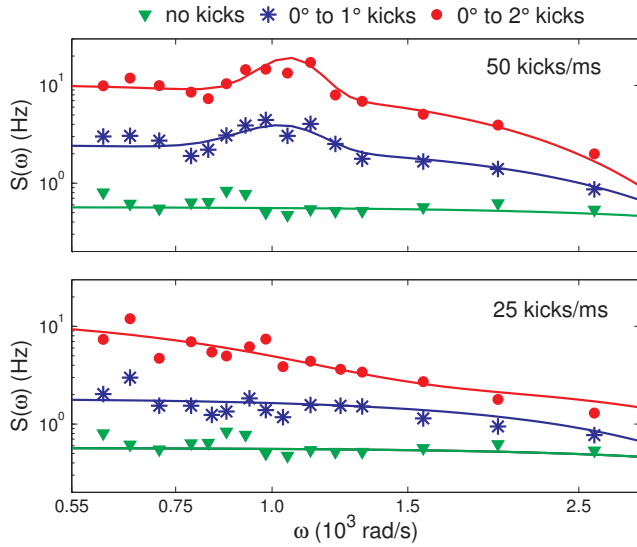 no kicks 0° to 1° kicks 0° to 2° kicks
50 kicks/ms
S(ω) (Hz)
10¹
10⁰
25 kicks/ms
S(ω) (Hz)
10¹
10⁰
0.55 0.75 1.0 1.5 2.5
ω (10³ rad/s)